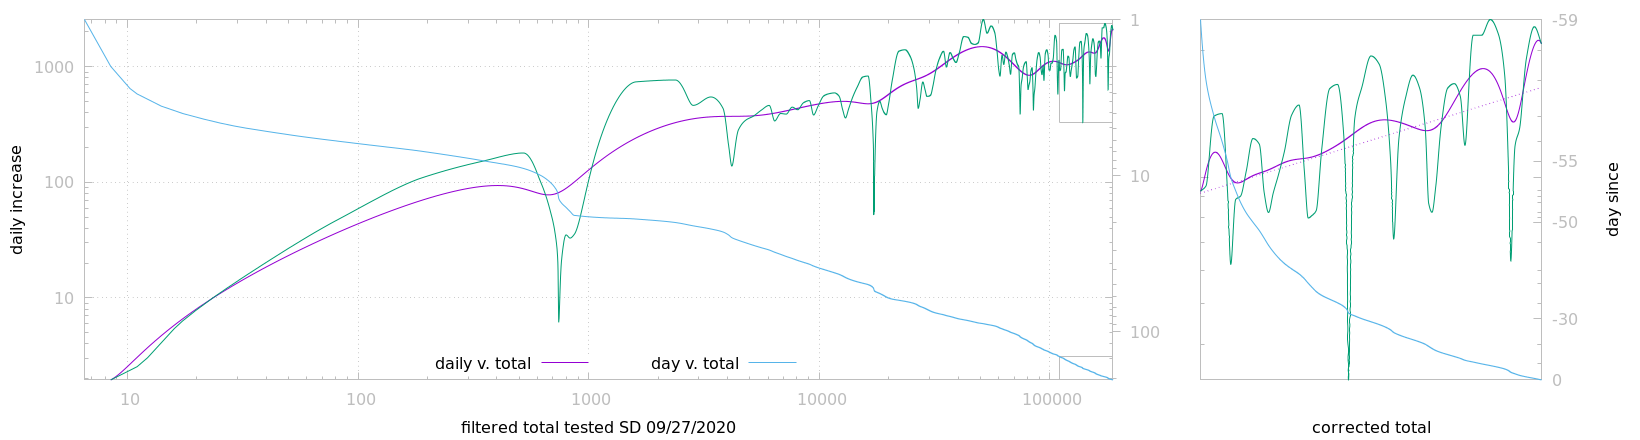 daily increase
1000
100
10
10
100
1000
10000
100000
1
10
100
daily v. total
day v. total
filtered total tested SD 09/27/2020
-59
-55
-50
-30
0
day since
corrected total